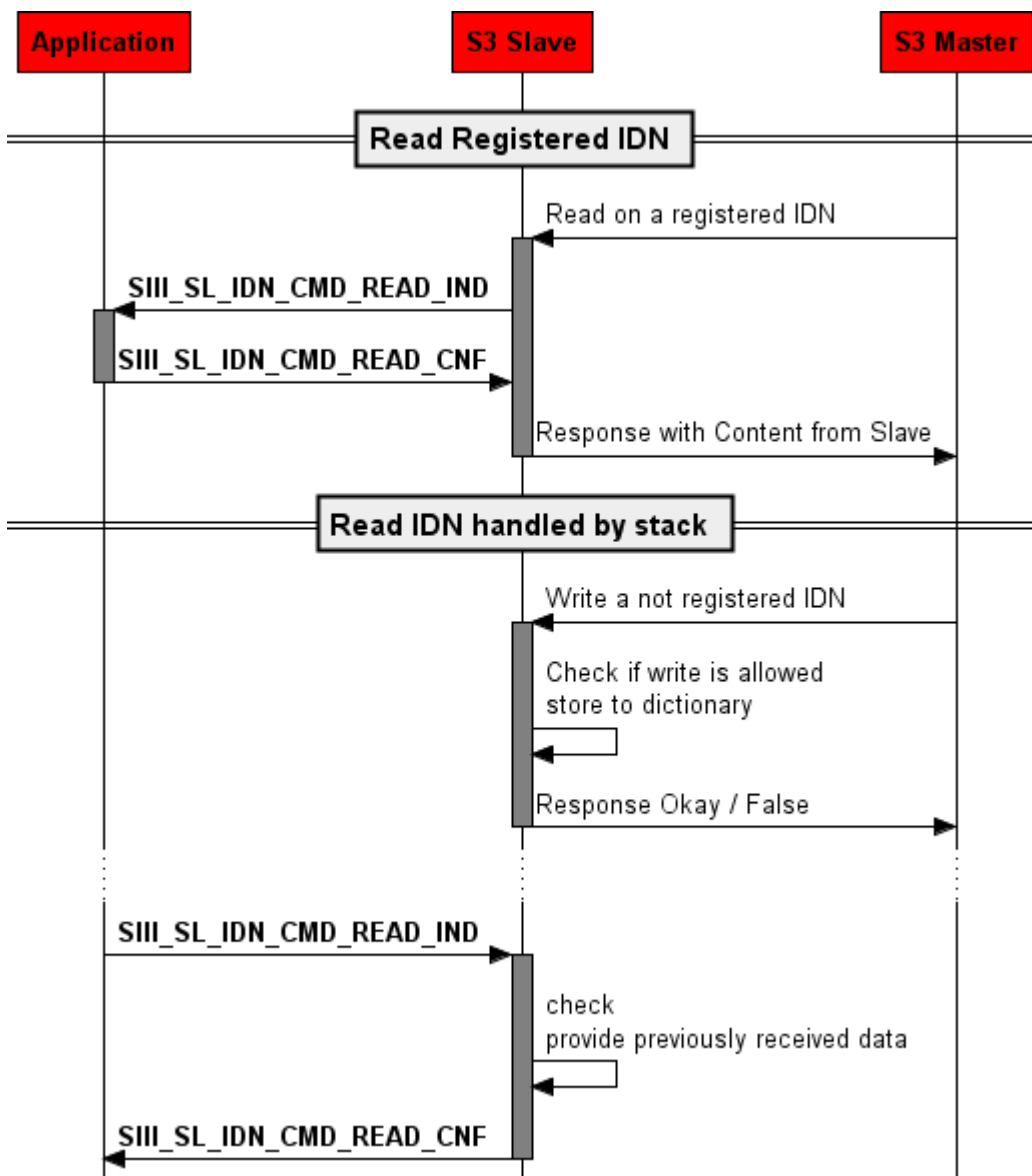 Application
S3 Slave
S3 Master
Read Registered IDN
Read on a registered IDN
SIII_SL_IDN_CMD_READ_IND
SIII_SL_IDN_CMD_READ_CNF
Response with Content from Slave
Read IDN handled by stack
Write a not registered IDN
Check if write is allowed
store to dictionary
Response Okay / False
SIII_SL_IDN_CMD_READ_IND
check
provide previously received data
SIII_SL_IDN_CMD_READ_CNF